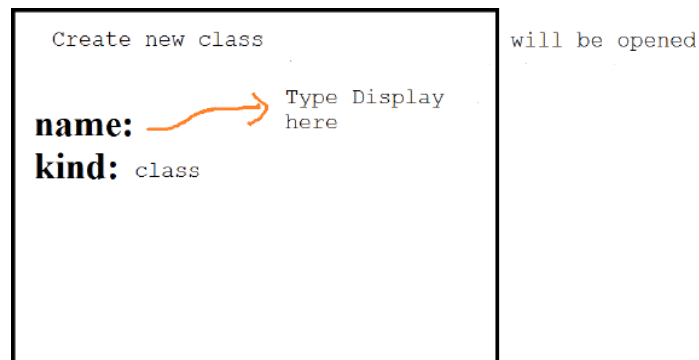 Create new class will be opened
name: Type Display
here
kind: class